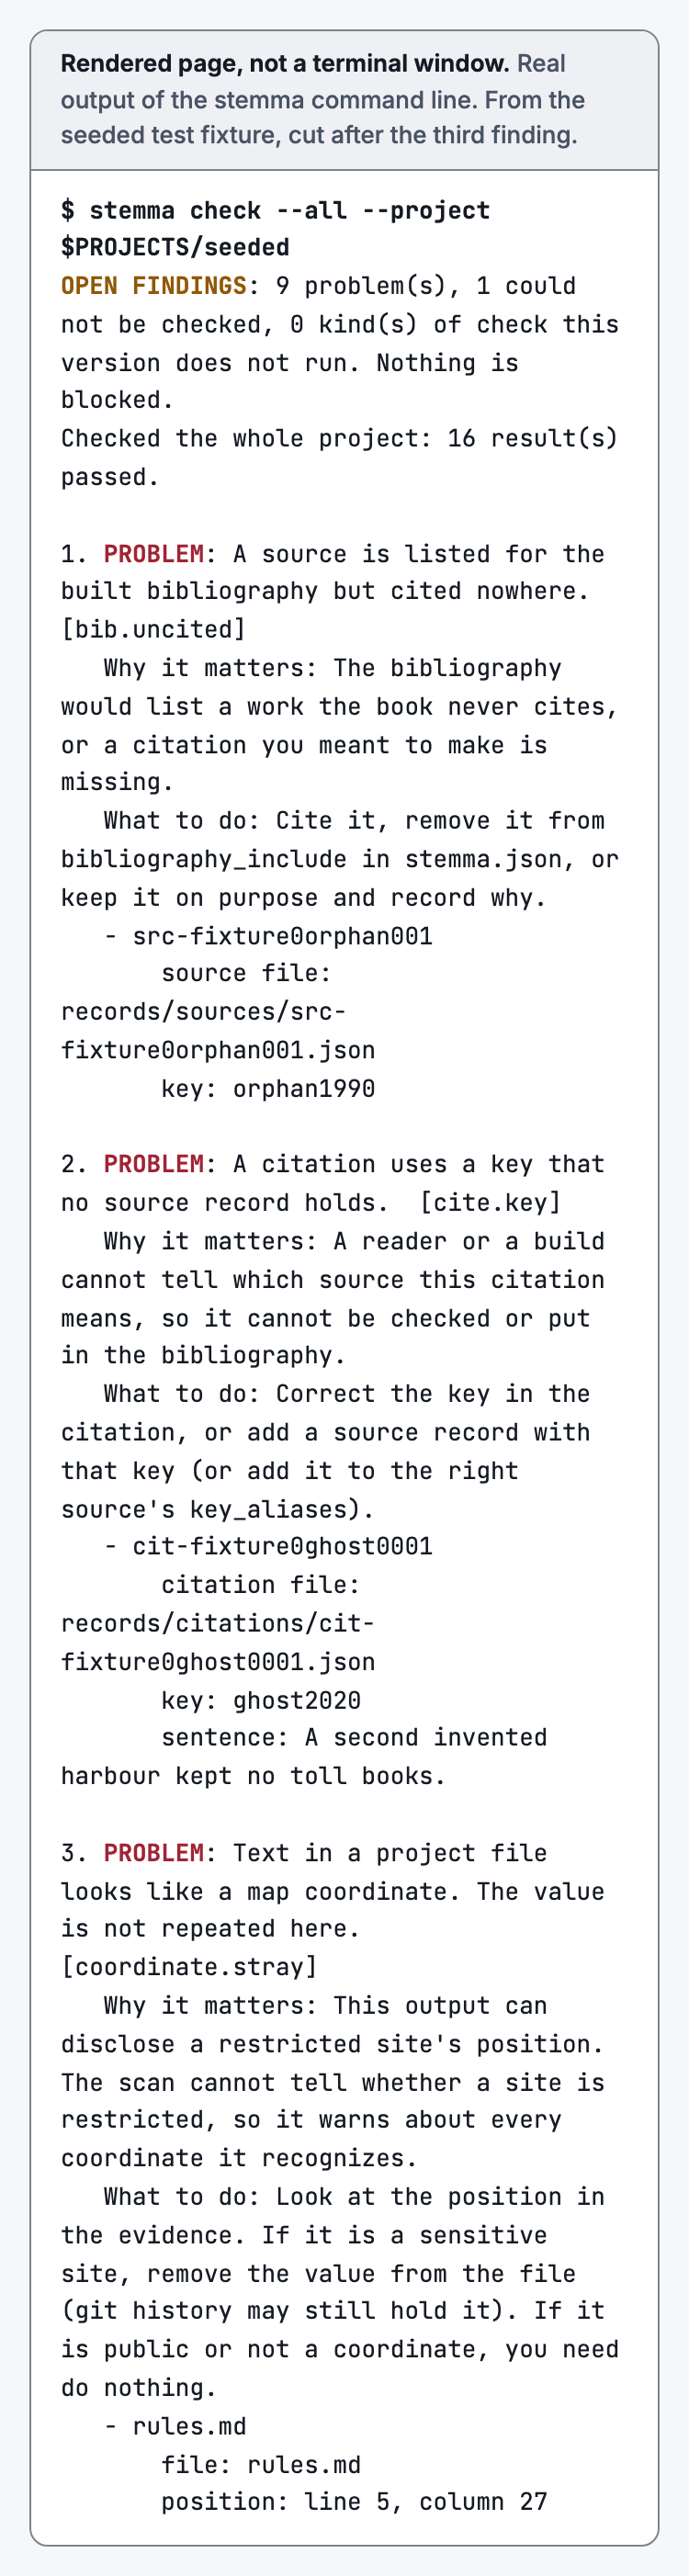 Rendered page, not a terminal window. Real
output of the stemma command line. From the
seeded test fixture, cut after the third finding.
$ stemma check --all --project
$PROJECTS/seeded
OPEN FINDINGS: 9 problem(s), 1 could
not be checked, 0 kind(s) of check this
version does not run. Nothing is
blocked.
Checked the whole project: 16 result(s)
passed.
1. PROBLEM: A source is listed for the
built bibliography but cited nowhere.
[bib.uncited]
Why it matters: The bibliography
would list a work the book never cites,
or a citation you meant to make is
missing.
What to do: Cite it, remove it from
bibliography_include in stemma.json, or
keep it on purpose and record why.
- src-fixture0orphan001
source file:
records/sources/src-
fixture0orphan001.json
key: orphan1990
2. PROBLEM: A citation uses a key that
no source record holds.  [cite.key]
Why it matters: A reader or a build
cannot tell which source this citation
means, so it cannot be checked or put
in the bibliography.
What to do: Correct the key in the
citation, or add a source record with
that key (or add it to the right
source's key_aliases).
- cit-fixture0ghost0001
citation file:
records/citations/cit-
fixture0ghost0001.json
key: ghost2020
sentence: A second invented
harbour kept no toll books.
3. PROBLEM: Text in a project file
looks like a map coordinate. The value
is not repeated here.
[coordinate.stray]
Why it matters: This output can
disclose a restricted site's position.
The scan cannot tell whether a site is
restricted, so it warns about every
coordinate it recognizes.
What to do: Look at the position in
the evidence. If it is a sensitive
site, remove the value from the file
(git history may still hold it). If it
is public or not a coordinate, you need
do nothing.
- rules.md
file: rules.md
position: line 5, column 27